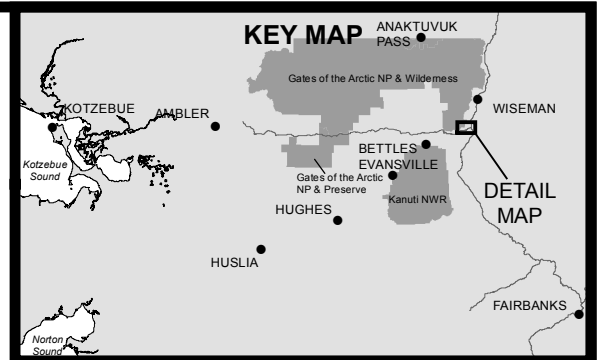 KEY MAP
ANAKTUVUK
PASS
Gates of the Arctic NP & Wilderness
KOTZEBUE
AMBLER
WISEMAN
Kotzebue
Sound
BETTLES
EVANSVILLE
Gates of the Arctic
NP & Preserve
Kanuti NWR
DETAIL
MAP
HUGHES
HUSLIA
FAIRBANKS
Norton
Sound